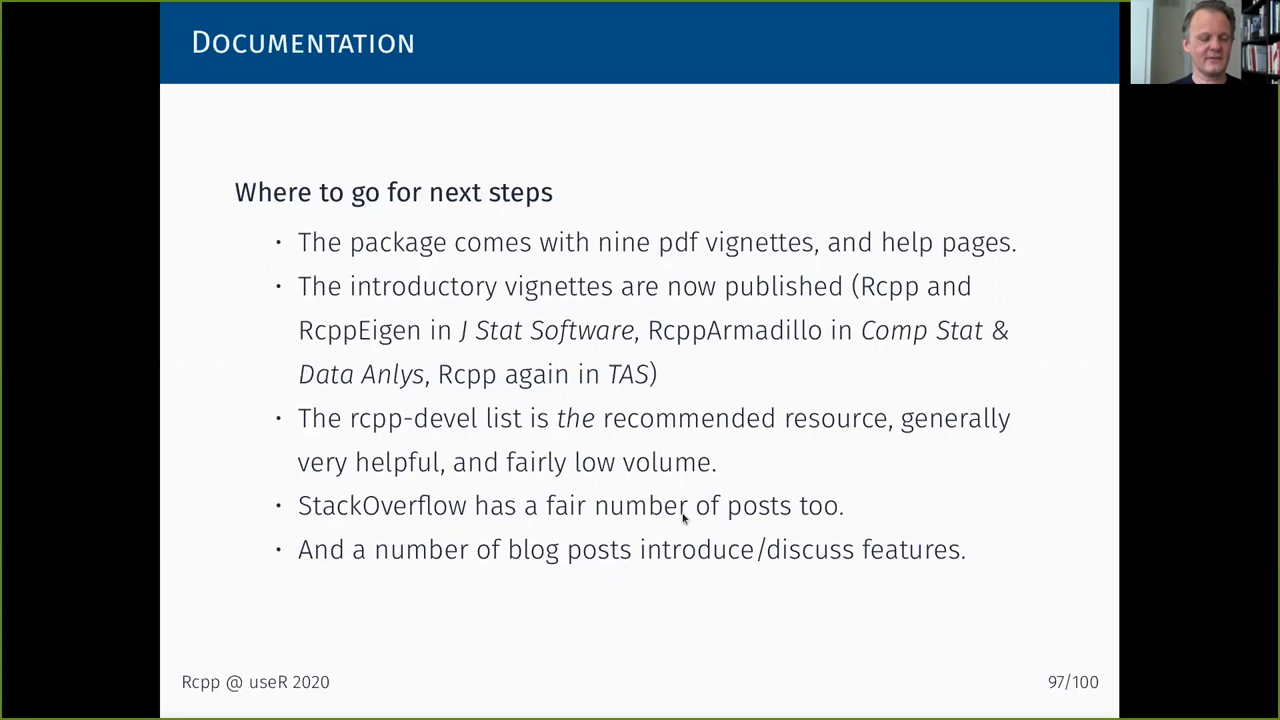 DOCUMENTATION
Where to go for next steps
• The package comes with nine pdf vignettes, and help pages.
• The introductory vignettes are now published (Rcpp and
RcppEigen in J Stat Software, RcppArmadillo in Comp Stat &
Data Anlys, Rcpp again in TAS)
• The rcpp-devel list is the recommended resource, generally
very helpful, and fairly low volume.
• StackOverflow has a fair number of posts too.
• And a number of blog posts introduce/discuss features.
Rcpp @ useR 2020
97/100